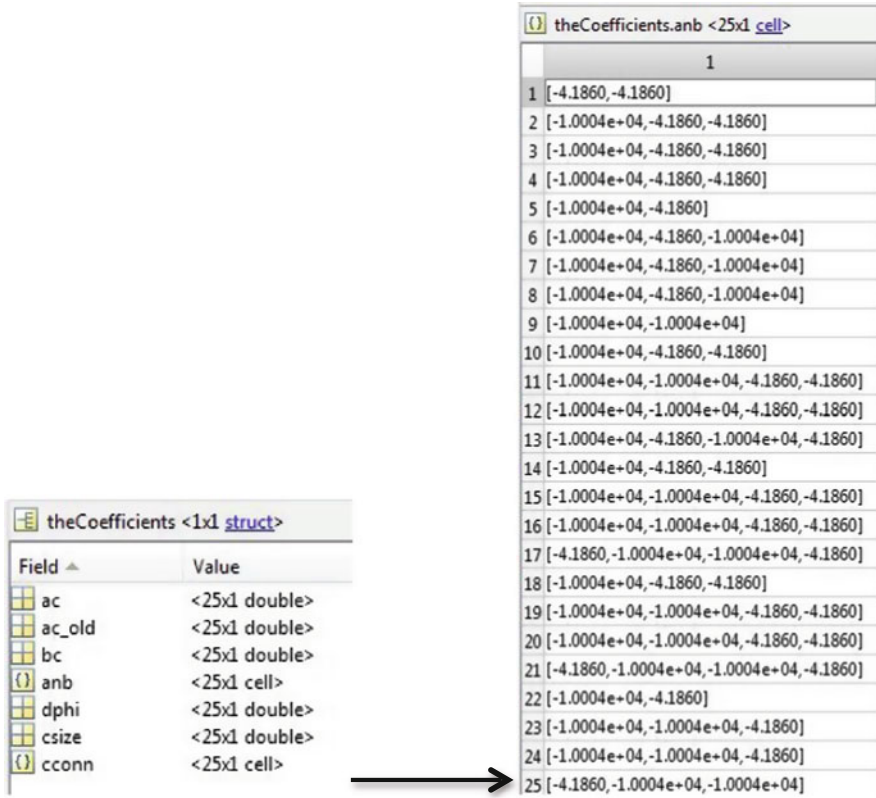 theCoefficients.anb <25x1 cell>
1
1 [-4.1860,-4.1860]
2 [-1.0004e+04,-4.1860,-4.1860]
3 [-1.0004e+04,-4.1860,-4.1860]
4 [-1.0004e+04,-4.1860,-4.1860]
5 [-1.0004e+04,-4.1860]
6 [-1.0004e+04,-4.1860,-1.0004e+04]
7 [-1.0004e+04,-4.1860,-1.0004e+04]
8 [-1.0004e+04,-4.1860,-1.0004e+04]
9 [-1.0004e+04,-1.0004e+04]
10 [-1.0004e+04,-4.1860,-4.1860]
11 [-1.0004e+04,-1.0004e+04,-4.1860,-4.1860]
12 [-1.0004e+04,-1.0004e+04,-4.1860,-4.1860]
13 [-1.0004e+04,-4.1860,-1.0004e+04,-4.1860]
14 [-1.0004e+04,-4.1860,-4.1860]
15 [-1.0004e+04,-1.0004e+04,-4.1860,-4.1860]
16 [-1.0004e+04,-1.0004e+04,-4.1860,-4.1860]
17 [-4.1860,-1.0004e+04,-1.0004e+04,-4.1860]
18 [-1.0004e+04,-4.1860,-4.1860]
19 [-1.0004e+04,-1.0004e+04,-4.1860,-4.1860]
20 [-1.0004e+04,-1.0004e+04,-4.1860,-4.1860]
21 [-4.1860,-1.0004e+04,-1.0004e+04,-4.1860]
22 [-1.0004e+04,-4.1860]
23 [-1.0004e+04,-1.0004e+04,-4.1860]
24 [-1.0004e+04,-1.0004e+04,-4.1860]
25 [-4.1860,-1.0004e+04,-1.0004e+04]
theCoefficients <1x1 struct>
Field Value
ac <25x1 double>
ac_old <25x1 double>
bc <25x1 double>
anb <25x1 cell>
dphi <25x1 double>
csize <25x1 double>
cconn <25x1 cell>